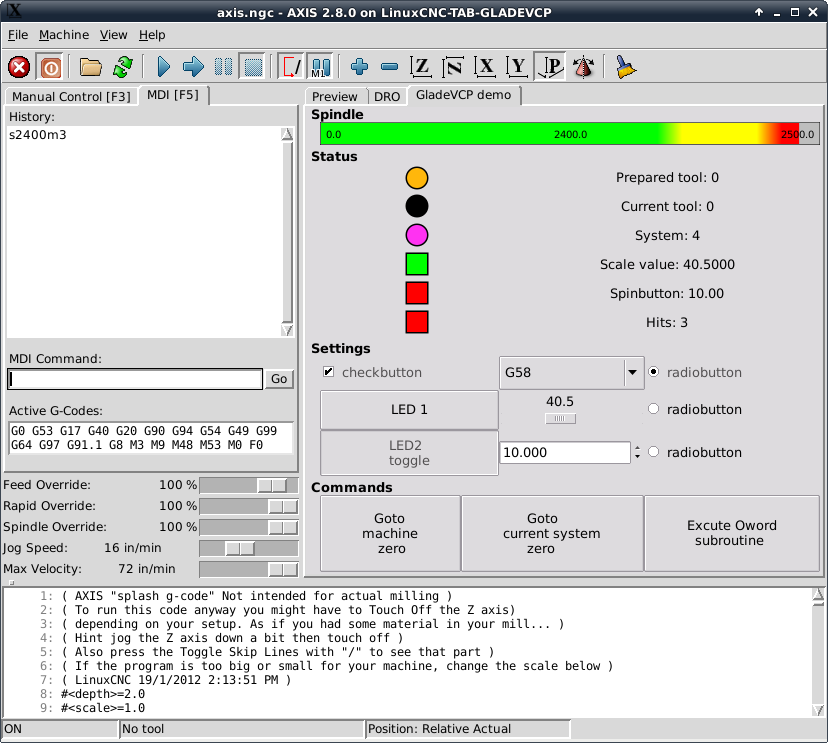 axis.ngc - AXIS 2.8.0 on LinuxCNC-TAB-GLADEVCP
File Machine View Help
Manual Control [F3] MDI [F5]
History:
s2400m3
MDI Command:
Go
Active G-Codes:
G0 G53 G17 G40 G20 G90 G94 G54 G49 G99
G64 G97 G91.1 G8 M3 M9 M48 M53 M0 F0
Feed Override: 100 %
Rapid Override: 100 %
Spindle Override: 100 %
Jog Speed: 16 in/min
Max Velocity: 72 in/min
Preview DRO GladeVCP demo
Spindle
0.0 2400.0 2500.0
Status
Prepared tool: 0
Current tool: 0
System: 4
Scale value: 40.5000
Spinbutton: 10.00
Hits: 3
Settings
checkbutton G58 radiobutton
LED 1 40.5 radiobutton
LED2
toggle
10.000 radiobutton
Commands
Goto
machine
zero
Goto
current system
zero
Excute Oword
subroutine
1: ( AXIS "splash g-code" Not intended for actual milling )
2: ( To run this code anyway you might have to Touch Off the Z axis)
3: ( depending on your setup. As if you had some material in your mill... )
4: ( Hint jog the Z axis down a bit then touch off )
5: ( Also press the Toggle Skip Lines with "/" to see that part )
6: ( If the program is too big or small for your machine, change the scale below )
7: ( LinuxCNC 19/1/2012 2:13:51 PM )
8: #<depth>=2.0
9: #<scale>=1.0
ON No tool Position: Relative Actual